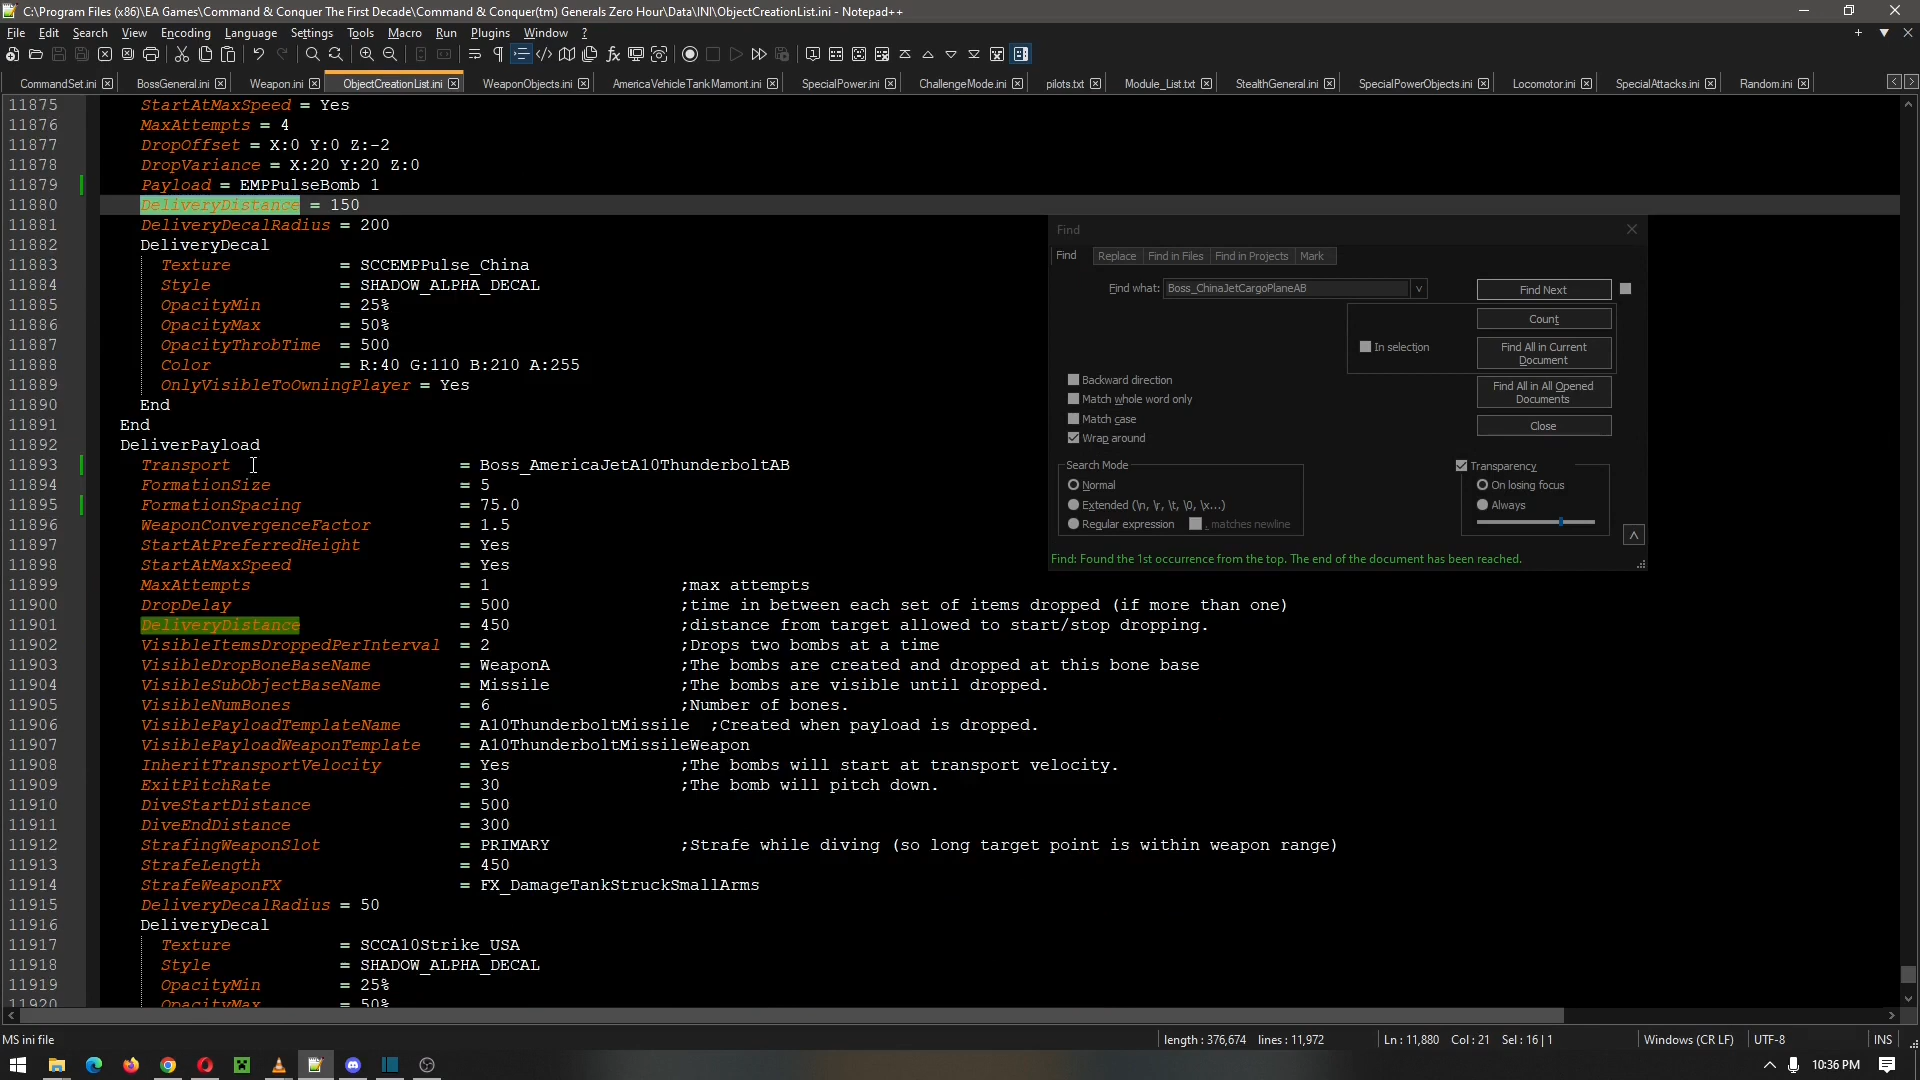 C:\Program Files (x86)\EA Games\Command & Conquer The First Decade\Command & Conquer(tm) Generals Zero Hour\Data\INI\ObjectCreationList.ini - Notepad++
File Edit Search View Encoding Language Settings Tools Macro Run Plugins Window ?
CommandSet.ini BossGeneral.ini Weapon.ini ObjectCreationList.ini WeaponObjects.ini AmericaVehicleTankMamont.ini SpecialPower.ini ChallengeMode.ini pilots.txt Module_List.txt StealthGeneral.ini SpecialPowerObjects.ini Locomotor.ini SpecialAttacks.ini Random.ini
11875 StartAtMaxSpeed = Yes
11876 MaxAttempts = 4
11877 DropOffset = X:0 Y:0 Z:-2
11878 DropVariance = X:20 Y:20 Z:0
11879 Payload = EMPPulseBomb 1
11880 DeliveryDistance = 150
11881 DeliveryDecalRadius = 200
11882 DeliveryDecal
11883 Texture = SCCEMPPulse_China
11884 Style = SHADOW_ALPHA_DECAL
11885 OpacityMin = 25%
11886 OpacityMax = 50%
11887 OpacityThrobTime = 500
11888 Color = R:40 G:110 B:210 A:255
11889 OnlyVisibleToOwningPlayer = Yes
11890 End
11891 End
11892 DeliverPayload
11893 Transport = Boss_AmericaJetA10ThunderboltAB
11894 FormationSize = 5
11895 FormationSpacing = 75.0
11896 WeaponConvergenceFactor = 1.5
11897 StartAtPreferredHeight = Yes
11898 StartAtMaxSpeed = Yes
11899 MaxAttempts = 1 ;max attempts
11900 DropDelay = 500 ;time in between each set of items dropped (if more than one)
11901 DeliveryDistance = 450 ;distance from target allowed to start/stop dropping.
11902 VisibleItemsDroppedPerInterval = 2 ;Drops two bombs at a time
11903 VisibleDropBoneBaseName = WeaponA ;The bombs are created and dropped at this bone base
11904 VisibleSubObjectBaseName = Missile ;The bombs are visible until dropped.
11905 VisibleNumBones = 6 ;Number of bones.
11906 VisiblePayloadTemplateName = A10ThunderboltMissile ;Created when payload is dropped.
11907 VisiblePayloadWeaponTemplate = A10ThunderboltMissileWeapon
11908 InheritTransportVelocity = Yes ;The bombs will start at transport velocity.
11909 ExitPitchRate = 30 ;The bomb will pitch down.
11910 DiveStartDistance = 500
11911 DiveEndDistance = 300
11912 StrafingWeaponSlot = PRIMARY ;Strafe while diving (so long target point is within weapon range)
11913 StrafeLength = 450
11914 StrafeWeaponFX = FX_DamageTankStruckSmallArms
11915 DeliveryDecalRadius = 50
11916 DeliveryDecal
11917 Texture = SCCA10Strike_USA
11918 Style = SHADOW_ALPHA_DECAL
11919 OpacityMin = 25%
11920 OpacityMax = 50%
Find
Find Replace Find in Files Find in Projects Mark
Find what: Boss_ChinaJetCargoPlaneAB
Find Next
Count
In selection
Find All in Current
Document
Find All in All Opened
Documents
Close
Backward direction
Match whole word only
Match case
Wrap around
Search Mode
Normal
Extended (\n, \r, \t, \0, \x...)
Regular expression . matches newline
Transparency
On losing focus
Always
Find: Found the 1st occurrence from the top. The end of the document has been reached.
MS ini file length : 376,674 lines : 11,972 Ln : 11,880 Col : 21 Sel : 16 | 1 Windows (CR LF) UTF-8 INS
10:36 PM